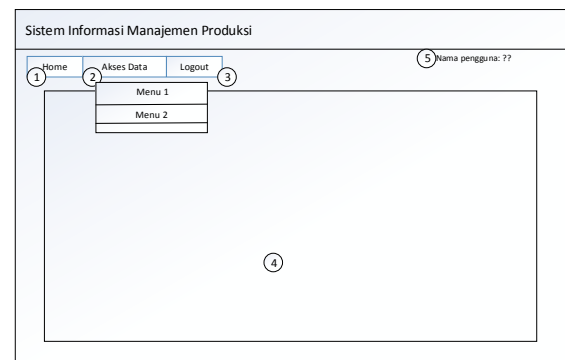 Sistem Informasi Manajemen Produksi
5 Nama pengguna: ??
Home Akses Data Logout
1 2 3
Menu 1
Menu 2
4